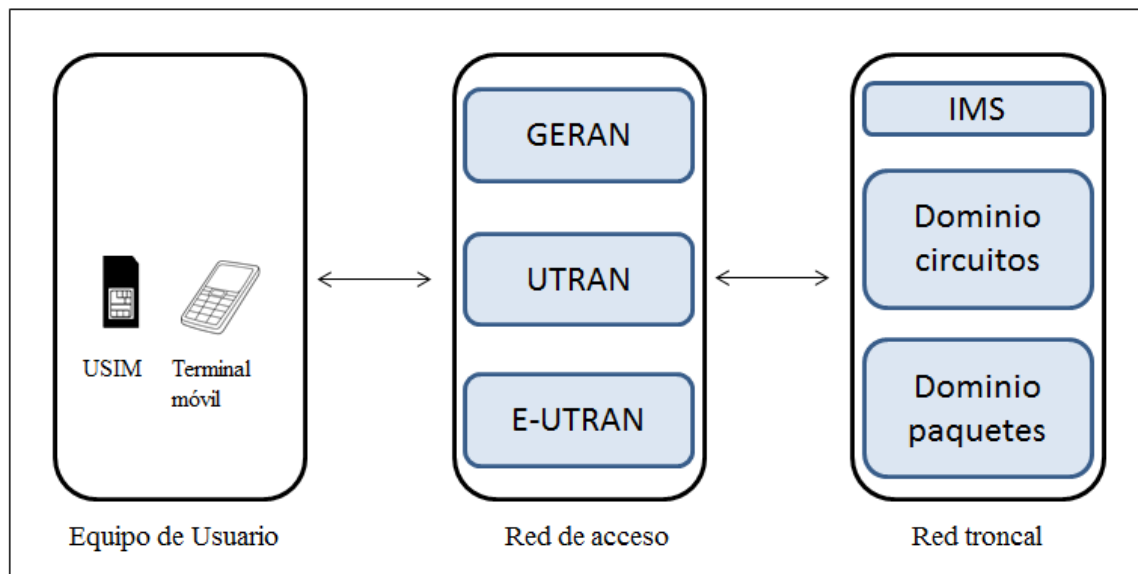 USIM
Terminal
móvil
Equipo de Usuario
GERAN
UTRAN
E-UTRAN
Red de acceso
IMS
Dominio
circuitos
Dominio
paquetes
Red troncal